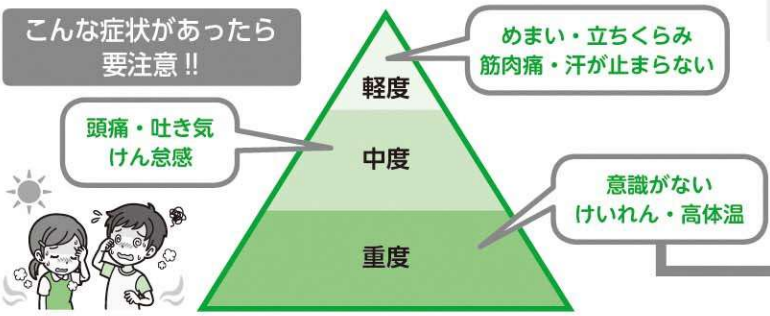 こんな症状があったら
要注意!!
めまい・立ちくらみ
筋肉痛・汗が止まらない
軽度
頭痛・吐き気
けん怠感
中度
意識がない
けいれん・高体温
重度